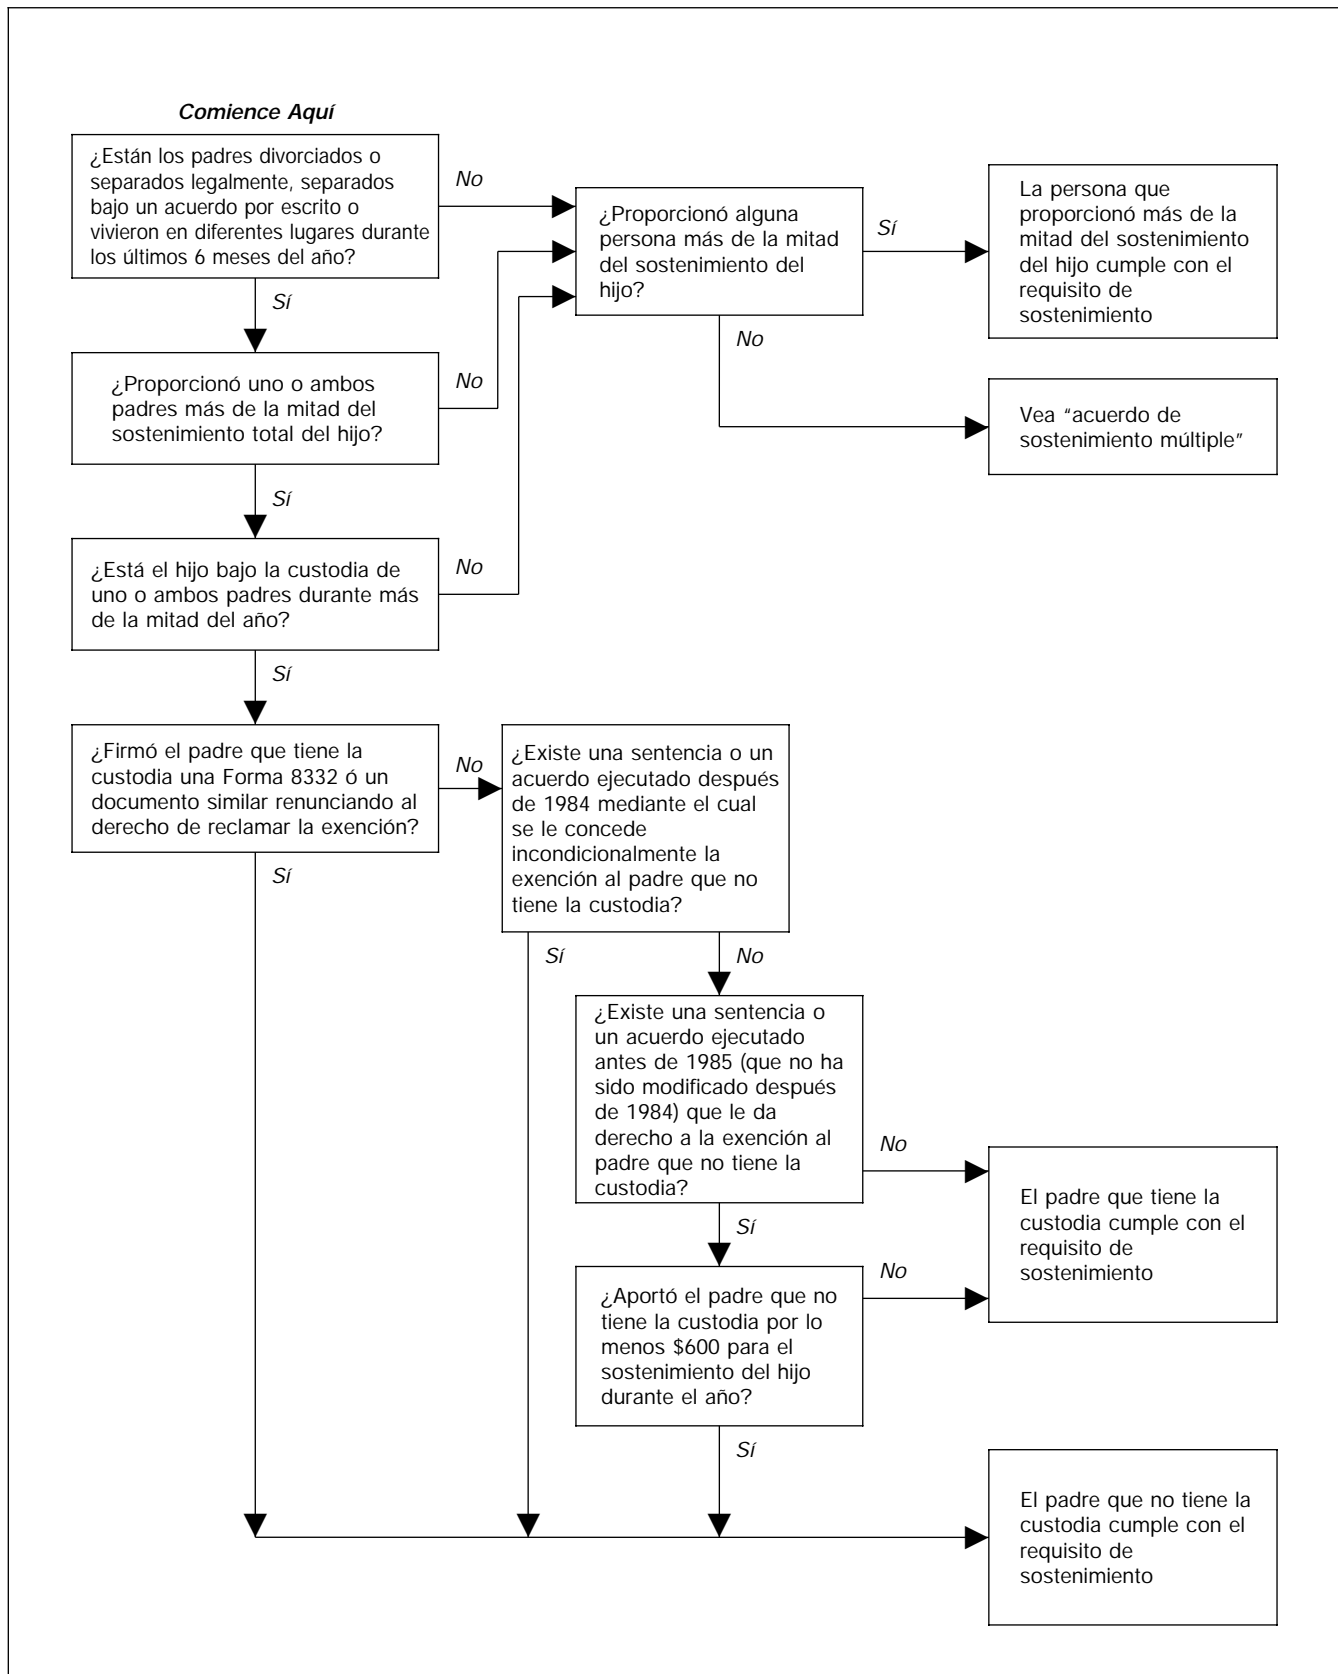 Comience Aquí
¿Están los padres divorciados o
separados legalmente, separados
bajo un acuerdo por escrito o
vivieron en diferentes lugares durante
los últimos 6 meses del año?
No
Sí
¿Proporcionó alguna
persona más de la mitad
del sostenimiento del
hijo?
Sí
No
La persona que
proporcionó más de la
mitad del sostenimiento
del hijo cumple con el
requisito de
sostenimiento
Vea “acuerdo de
sostenimiento múltiple”
¿Proporcionó uno o ambos
padres más de la mitad del
sostenimiento total del hijo?
No
Sí
¿Está el hijo bajo la custodia de
uno o ambos padres durante más
de la mitad del año?
No
Sí
¿Firmó el padre que tiene la
custodia una Forma 8332 ó un
documento similar renunciando al
derecho de reclamar la exención?
No
Sí
¿Existe una sentencia o un
acuerdo ejecutado después
de 1984 mediante el cual
se le concede
incondicionalmente la
exención al padre que no
tiene la custodia?
Sí
No
¿Existe una sentencia o
un acuerdo ejecutado
antes de 1985 (que no ha
sido modificado después
de 1984) que le da
derecho a la exención al
padre que no tiene la
custodia?
No
Sí
El padre que tiene la
custodia cumple con el
requisito de
sostenimiento
¿Aportó el padre que no
tiene la custodia por lo
menos $600 para el
sostenimiento del hijo
durante el año?
No
Sí
El padre que no tiene la
custodia cumple con el
requisito de
sostenimiento